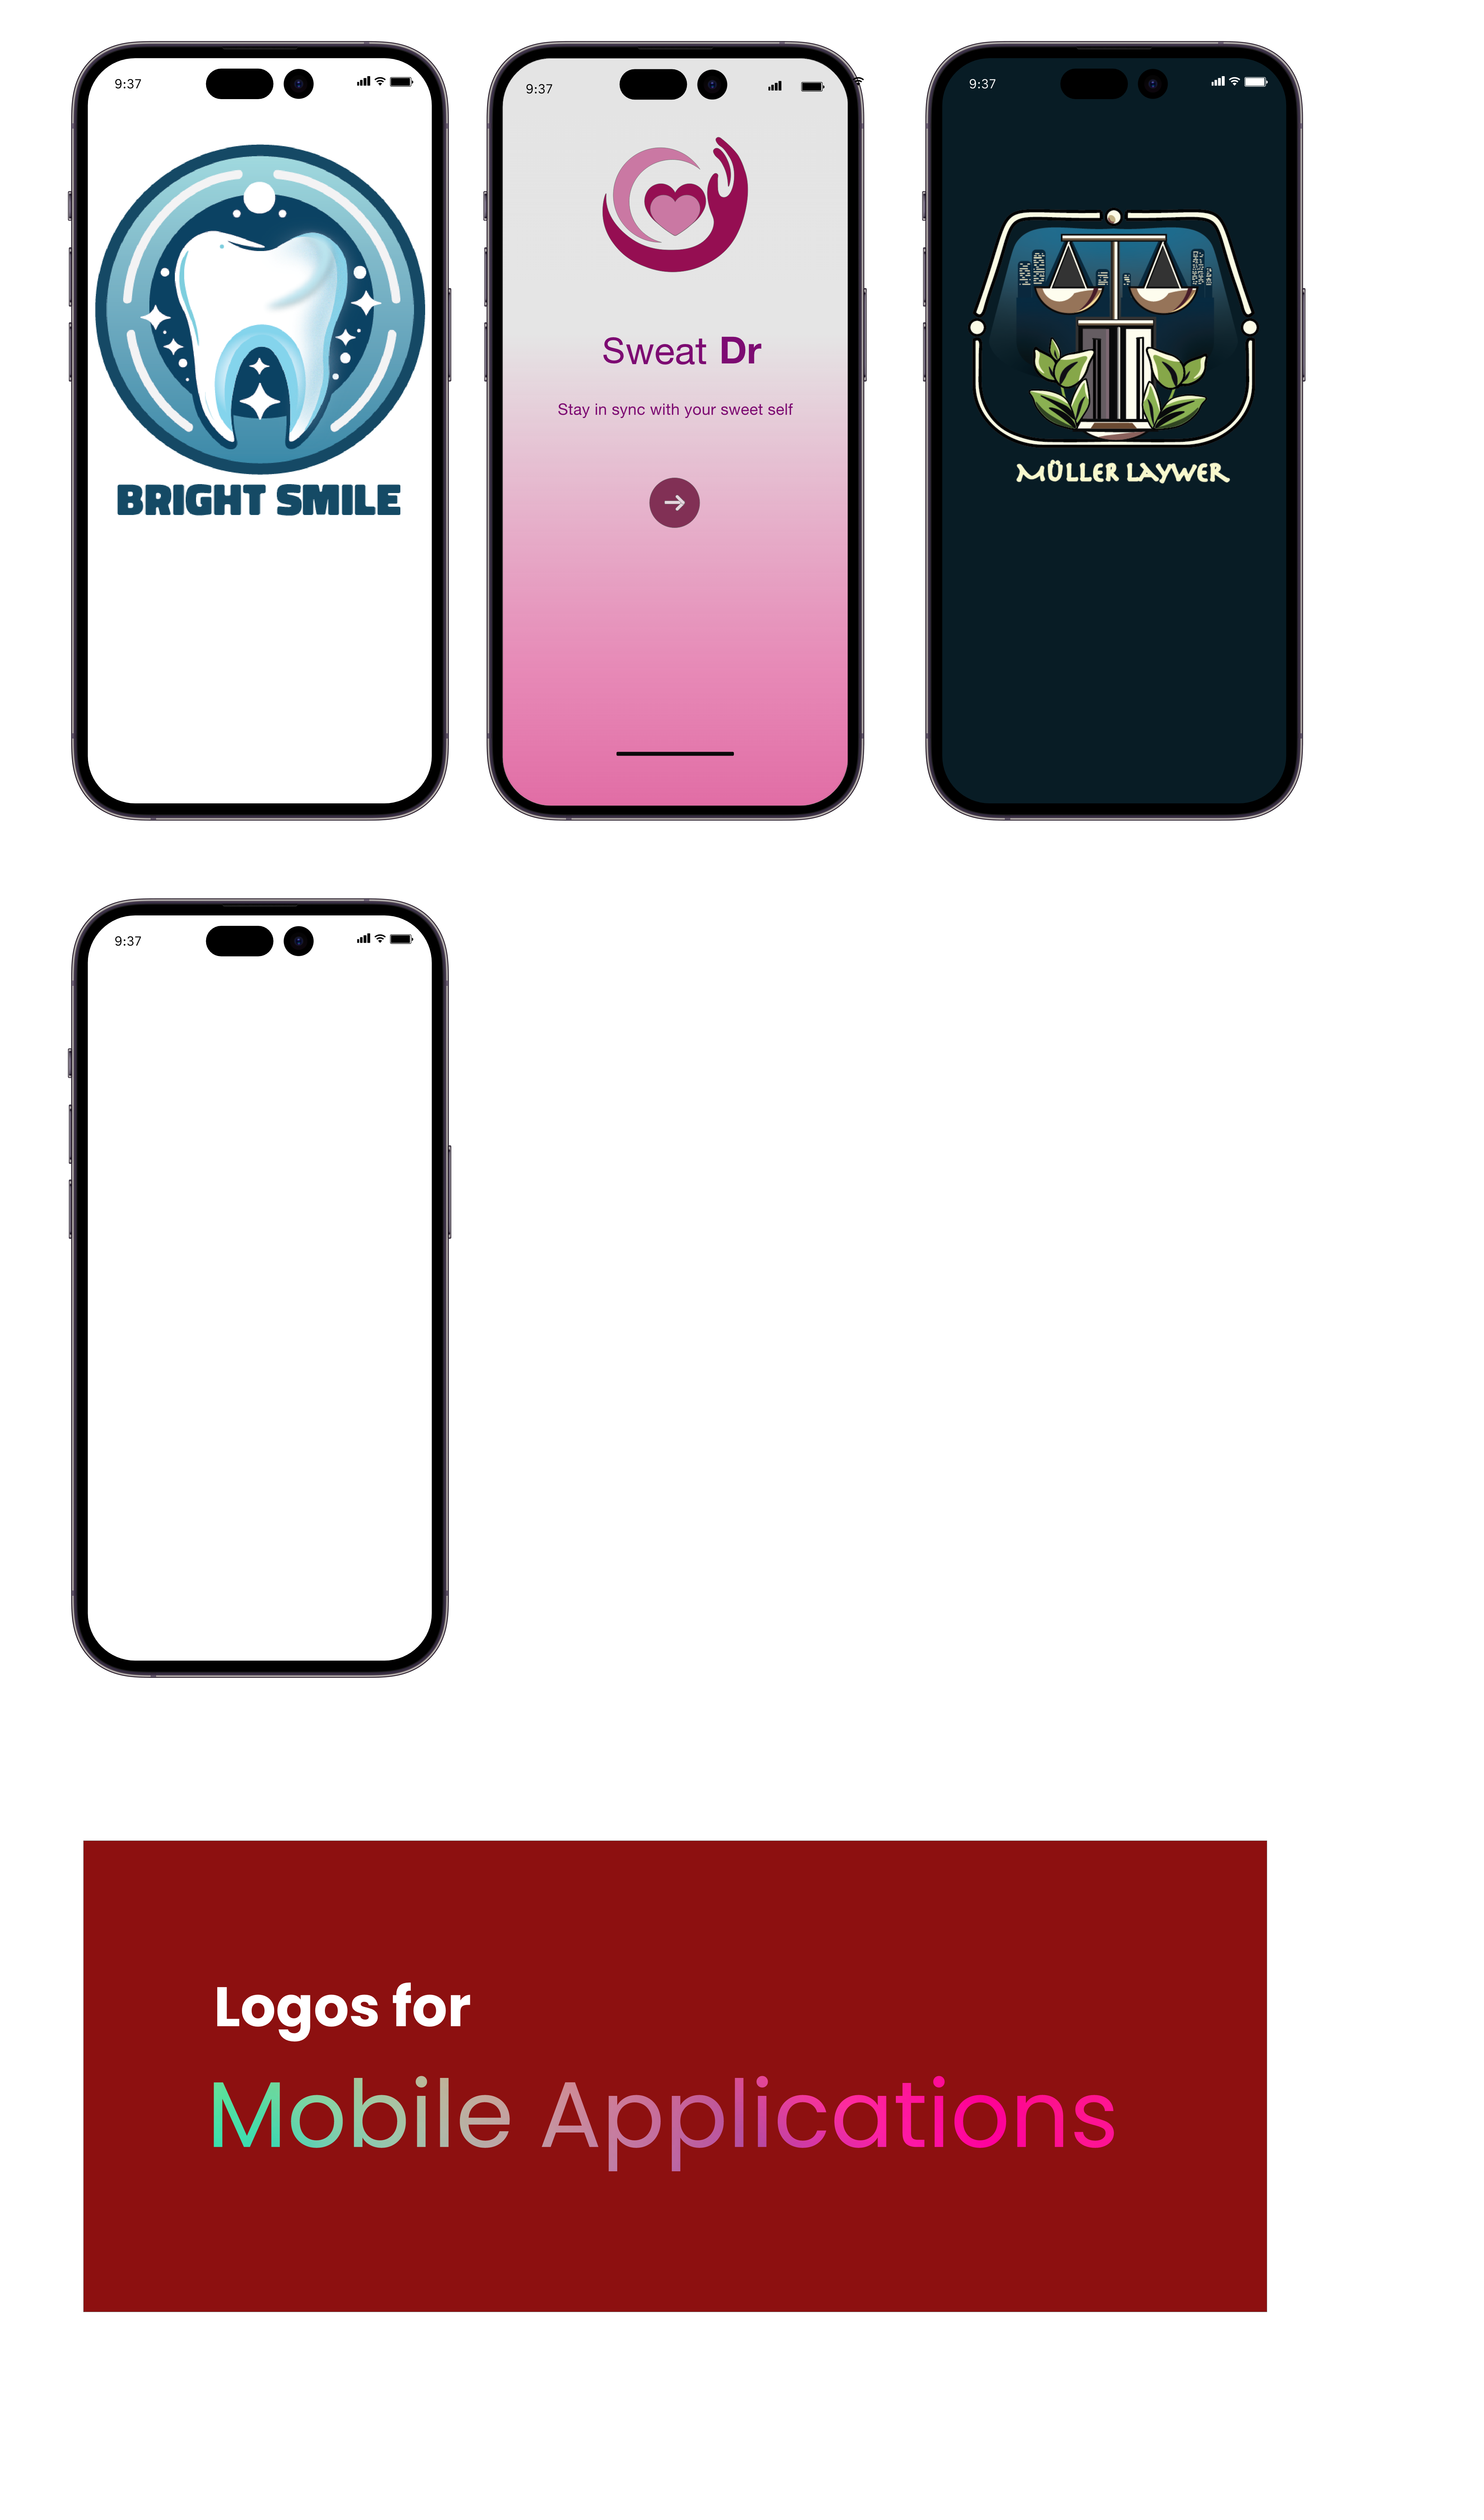 9:37
BRIGHT SMILE
9:37
Sweat Dr
Stay in sync with your sweet self
9:37
MÜLLER LAYWER
9:37
Logos for
Mobile Applications